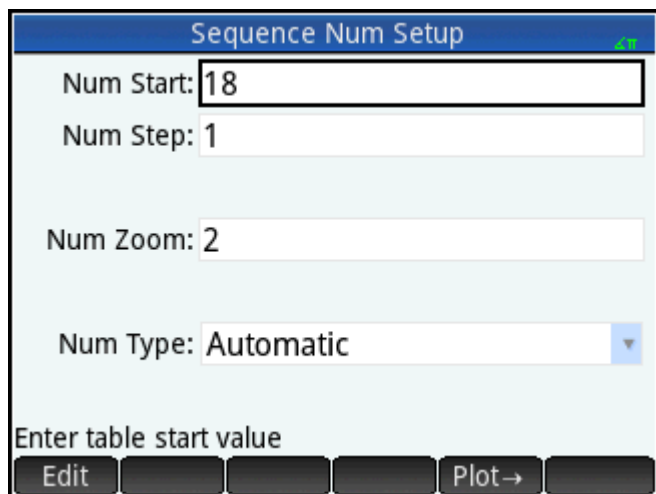 Sequence Num Setup
∡π
Num Start: 18
Num Step: 1
Num Zoom: 2
Num Type: Automatic
Enter table start value
Edit Plot→